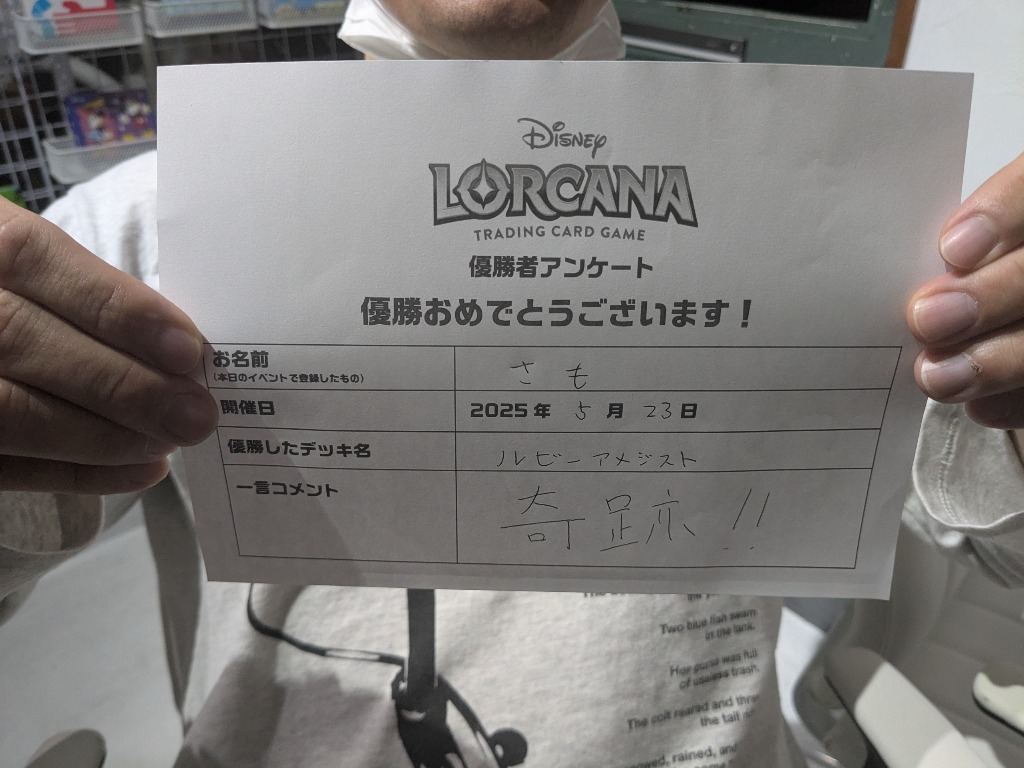 Disney
LORCANA
TRADING CARD GAME
優勝者アンケート
優勝おめでとうございます！
お名前
(本日のイベントで登録したもの)
さも
開催日
2025年 5月 23日
優勝したデッキ名
ルビーアメジスト
一言コメント
奇跡!!
Two blue fish swam
in the tank.
was full
of useless trash.
The colt reared and
the tall
rained, and